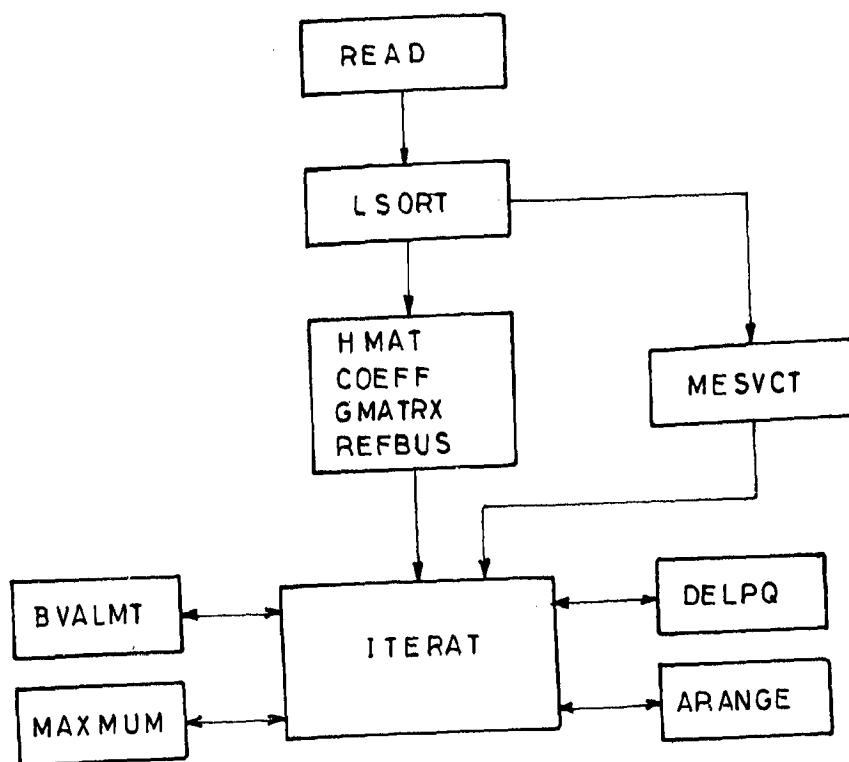 READ
LSORT
HMAT
COEFF
GMATRX
REFBUS
MESVCT
BVALMT
ITERAT
DELPQ
MAXMUM
ARANGE